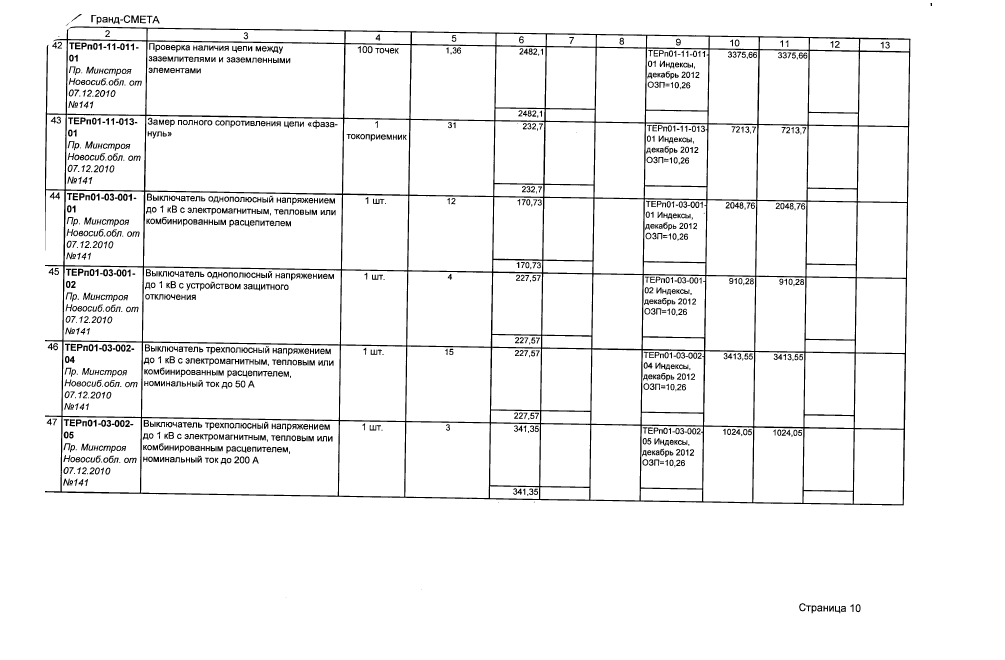 Гранд-СМЕТА
2 3 4 5 6 7 8 9 10 11 12 13
42 ТЕРп01-11-011- Проверка наличия цепи между 100 точек 1,36 2482,1 ТЕРп01-11-011- 3375,66 3375,66
01 заземлителями и заземленными 01 Индексы,
Пр. Минстроя элементами декабрь 2012
Новосиб.обл. от ОЗП=10,26
07.12.2010
№141 2482,1
43 ТЕРп01-11-013- Замер полного сопротивления цепи «фаза- 1 31 232,7 ТЕРп01-11-013- 7213,7 7213,7
01 нуль» токоприемник 01 Индексы,
Пр. Минстроя декабрь 2012
Новосиб.обл. от ОЗП=10,26
07.12.2010
№141 232,7
44 ТЕРп01-03-001- Выключатель однополюсный напряжением 1 шт. 12 170,73 ТЕРп01-03-001- 2048,76 2048,76
01 до 1 кВ с электромагнитным, тепловым или 01 Индексы,
Пр. Минстроя комбинированным расцепителем декабрь 2012
Новосиб.обл. от ОЗП=10,26
07.12.2010
№141 170,73
45 ТЕРп01-03-001- Выключатель однополюсный напряжением 1 шт. 4 227,57 ТЕРп01-03-001- 910,28 910,28
02 до 1 кВ с устройством защитного 02 Индексы,
Пр. Минстроя отключения декабрь 2012
Новосиб.обл. от ОЗП=10,26
07.12.2010
№141 227,57
46 ТЕРп01-03-002- Выключатель трехполюсный напряжением 1 шт. 15 227,57 ТЕРп01-03-002- 3413,55 3413,55
04 до 1 кВ с электромагнитным, тепловым или 04 Индексы,
Пр. Минстроя комбинированным расцепителем, декабрь 2012
Новосиб.обл. от номинальный ток до 50 А ОЗП=10,26
07.12.2010
№141 227,57
47 ТЕРп01-03-002- Выключатель трехполюсный напряжением 1 шт. 3 341,35 ТЕРп01-03-002- 1024,05 1024,05
05 до 1 кВ с электромагнитным, тепловым или 05 Индексы,
Пр. Минстроя комбинированным расцепителем, декабрь 2012
Новосиб.обл. от номинальный ток до 200 А ОЗП=10,26
07.12.2010
№141 341,35
Страница 10